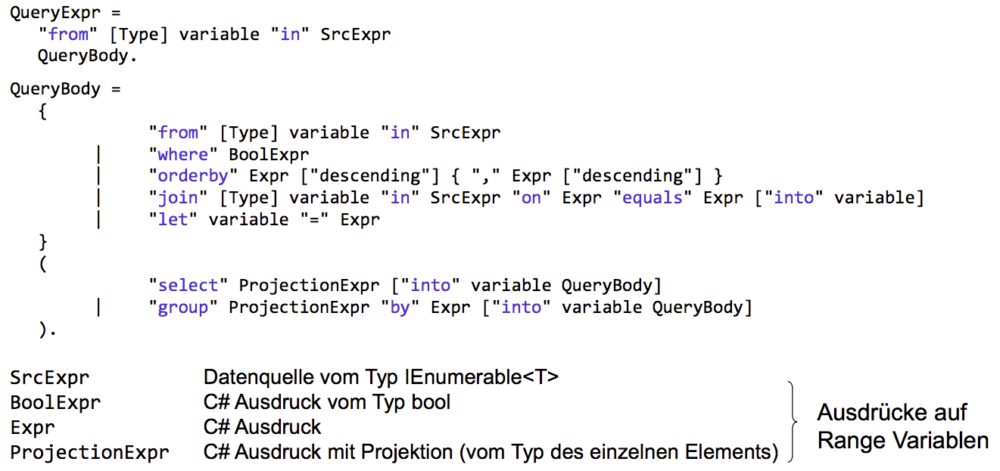 QueryExpr =
"from" [Type] variable "in" SrcExpr
QueryBody.
QueryBody =
{
"from" [Type] variable "in" SrcExpr
| "where" BoolExpr
| "orderby" Expr ["descending"] { "," Expr ["descending"] }
| "join" [Type] variable "in" SrcExpr "on" Expr "equals" Expr ["into" variable]
| "let" variable "=" Expr
}
(
"select" ProjectionExpr ["into" variable QueryBody]
| "group" ProjectionExpr "by" Expr ["into" variable QueryBody]
).
SrcExpr Datenquelle vom Typ IEnumerable<T>
BoolExpr C# Ausdruck vom Typ bool
Expr C# Ausdruck
ProjectionExpr C# Ausdruck mit Projektion (vom Typ des einzelnen Elements)
Ausdrücke auf
Range Variablen